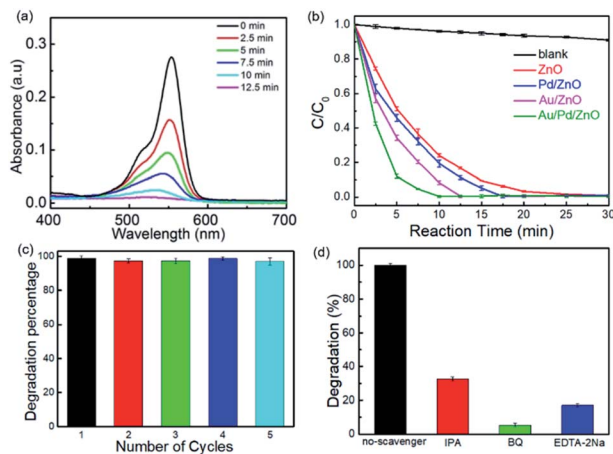 (a)
0 min
2.5 min
5 min
7.5 min
10 min
12.5 min
0.3
0.2
0.1
0.0
Absorbance (a.u)
400 500 600 700
Wavelength (nm)
(b)
blank
ZnO
Pd/ZnO
Au/ZnO
Au/Pd/ZnO
1.0
0.8
0.6
0.4
0.2
0.0
C/C0
0 5 10 15 20 25 30
Reaction Time (min)
(c)
100
80
60
40
20
0
Degradation percentage
1 2 3 4 5
Number of Cycles
(d)
100
80
60
40
20
0
Degradation (%)
no-scavenger IPA BQ EDTA-2Na